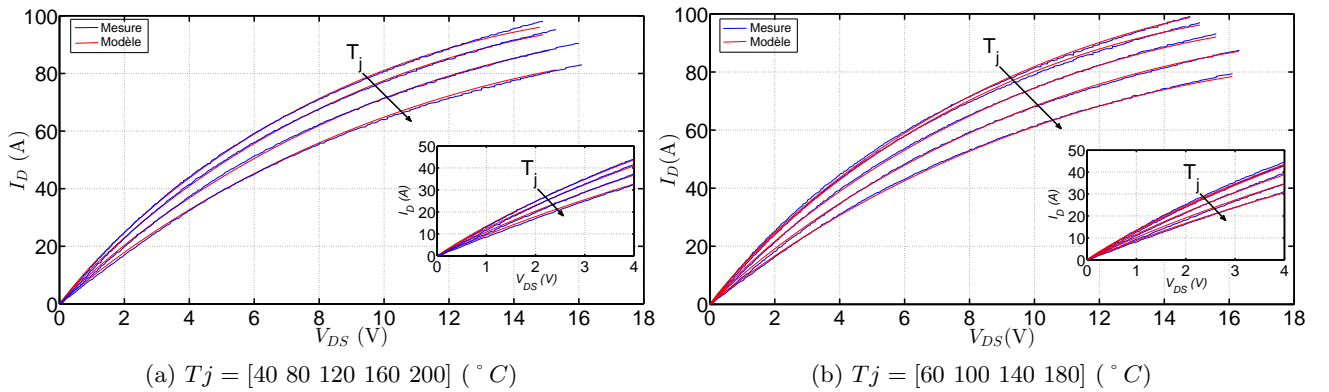 100
80
60
40
20
0
I_D (A)
Mesure
Modèle
T_j
50
40
30
20
10
0
I_D (A)
T_j
0 1 2 3 4
V_DS (V)
0 2 4 6 8 10 12 14 16 18
V_DS (V)
(a) Tj = [40 80 120 160 200] (°C)
100
80
60
40
20
0
I_D(A)
Mesure
Modèle
T_j
50
40
30
20
10
0
I_D (A)
T_j
0 1 2 3 4
V_DS (V)
0 2 4 6 8 10 12 14 16 18
V_DS(V)
(b) Tj = [60 100 140 180] (°C)